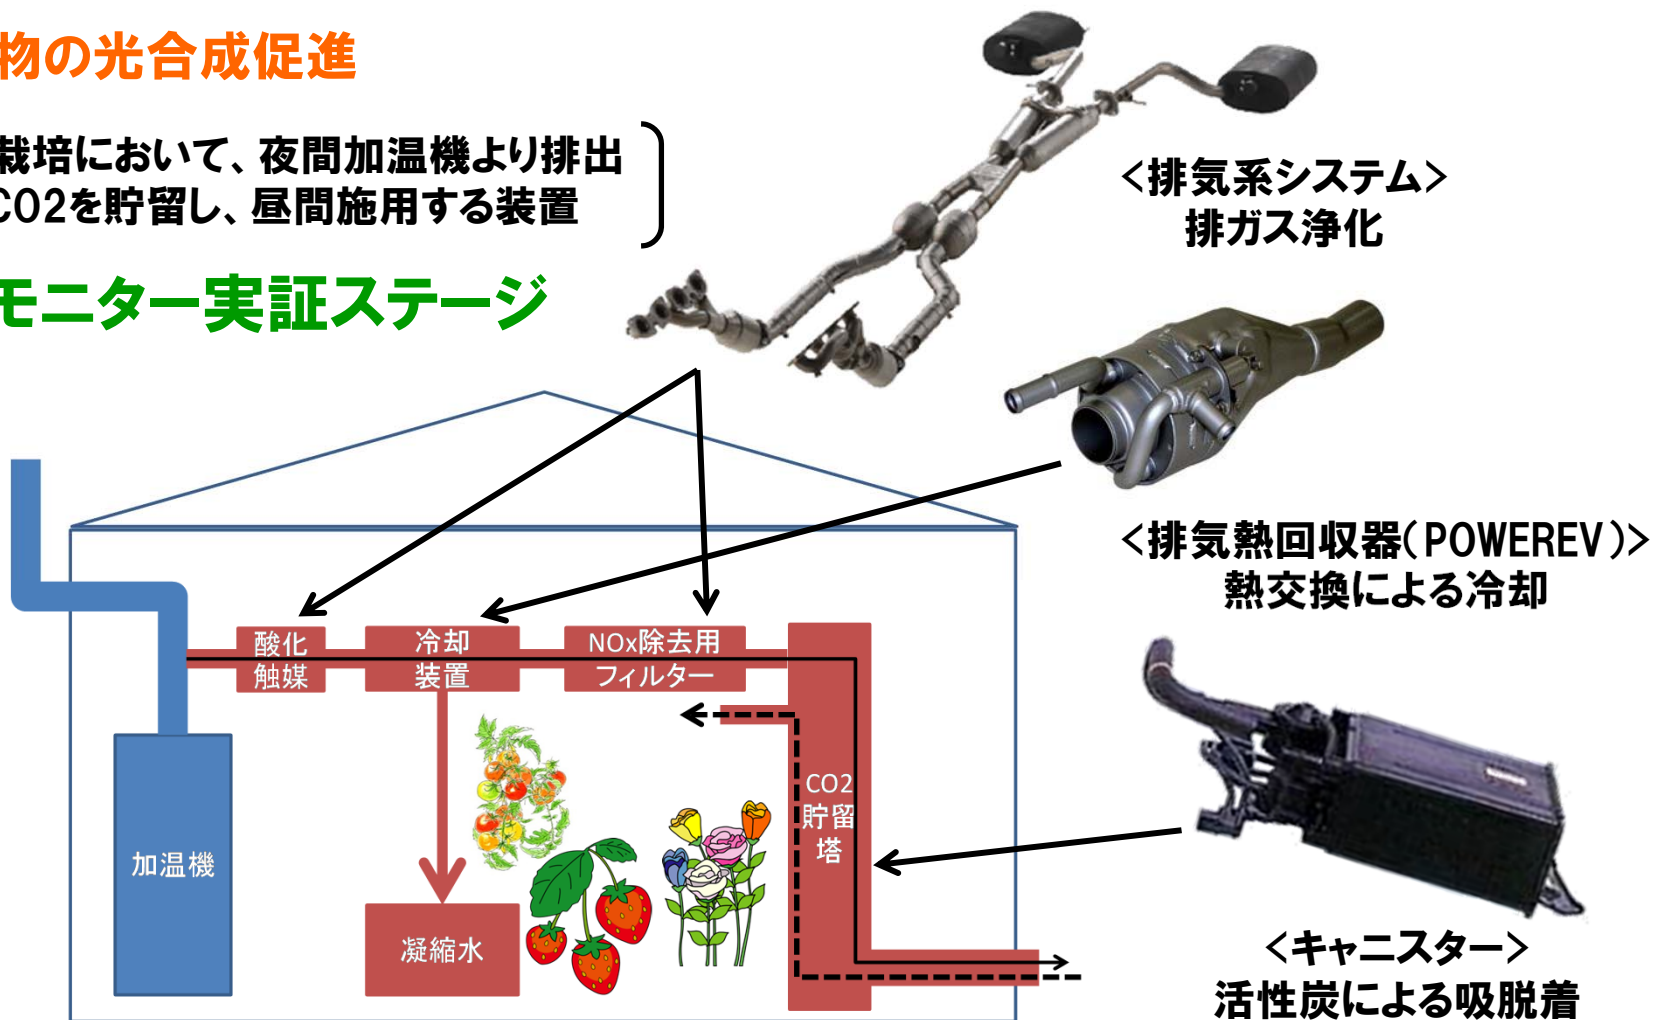 物の光合成促進
栽培において、夜間加温機より排出
CO2を貯留し、昼間施用する装置
モニター実証ステージ
<排気系システム>
排ガス浄化
<排気熱回収器(POWEREV)>
熱交換による冷却
酸化
触媒
冷却
装置
NOx除去用
フィルター
CO2
貯留
塔
加温機
凝縮水
<キャニスター>
活性炭による吸脱着